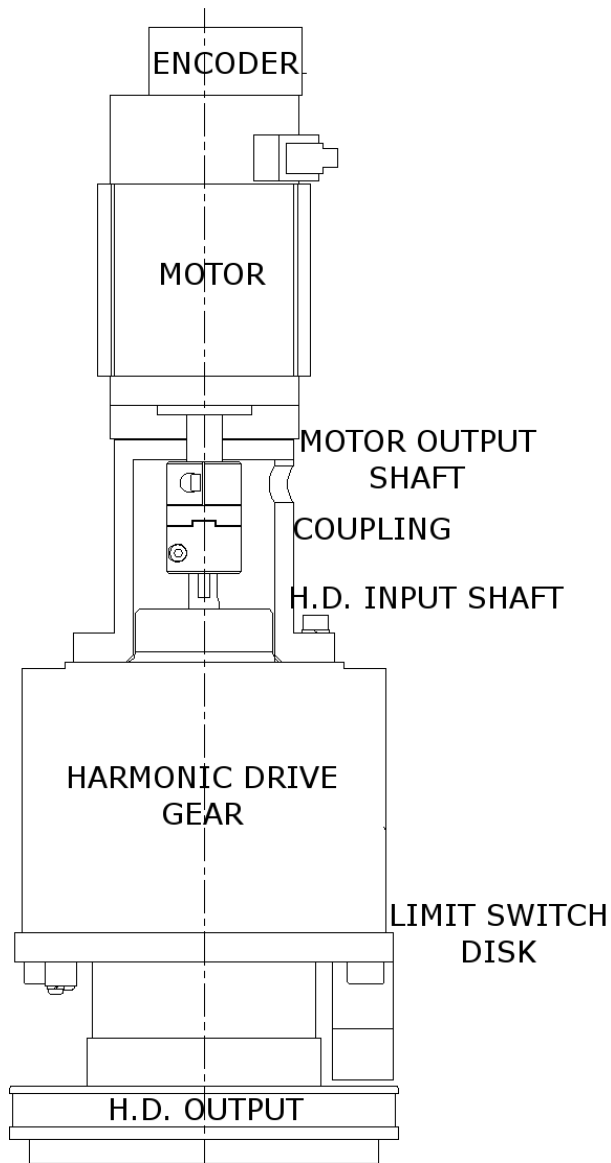 ENCODER
MOTOR
MOTOR OUTPUT
SHAFT
COUPLING
H.D. INPUT SHAFT
HARMONIC DRIVE
GEAR
LIMIT SWITCH
DISK
H.D. OUTPUT